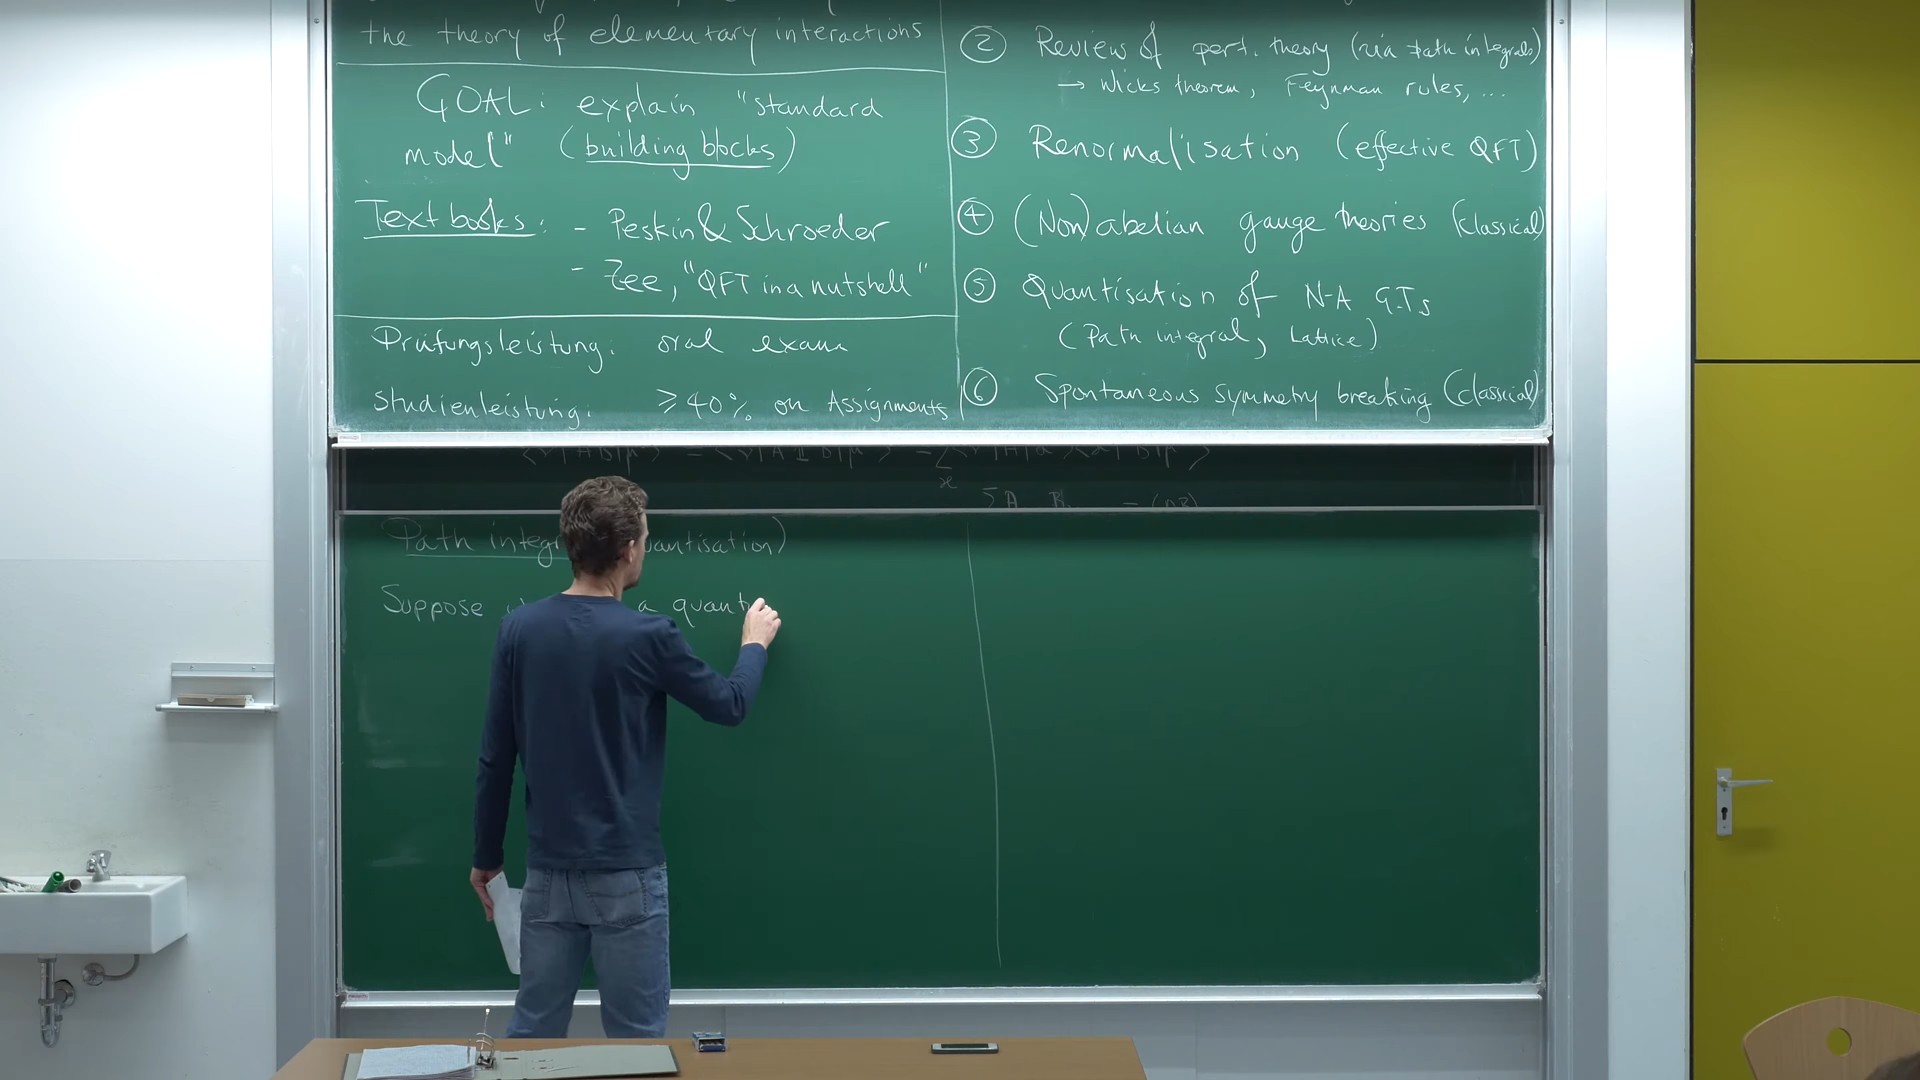 the theory of elementary interactions
GOAL: explain "standard
model" (building blocks)
Textbooks: - Peskin & Schroeder
- Zee, "QFT in a nutshell"
Prüfungsleistung: oral exam
Studienleistung: ≥ 40% on Assignments
② Review of pert. theory (via path integrals)
→ Wicks theorem, Feynman rules, ...
③ Renormalisation (effective QFT)
④ (Non) abelian gauge theories (classical)
⑤ Quantisation of N-A G.T.s
(Path integral, Lattice)
⑥ Spontaneous symmetry breaking (classical)
Path integ uantisation)
Suppose a quant